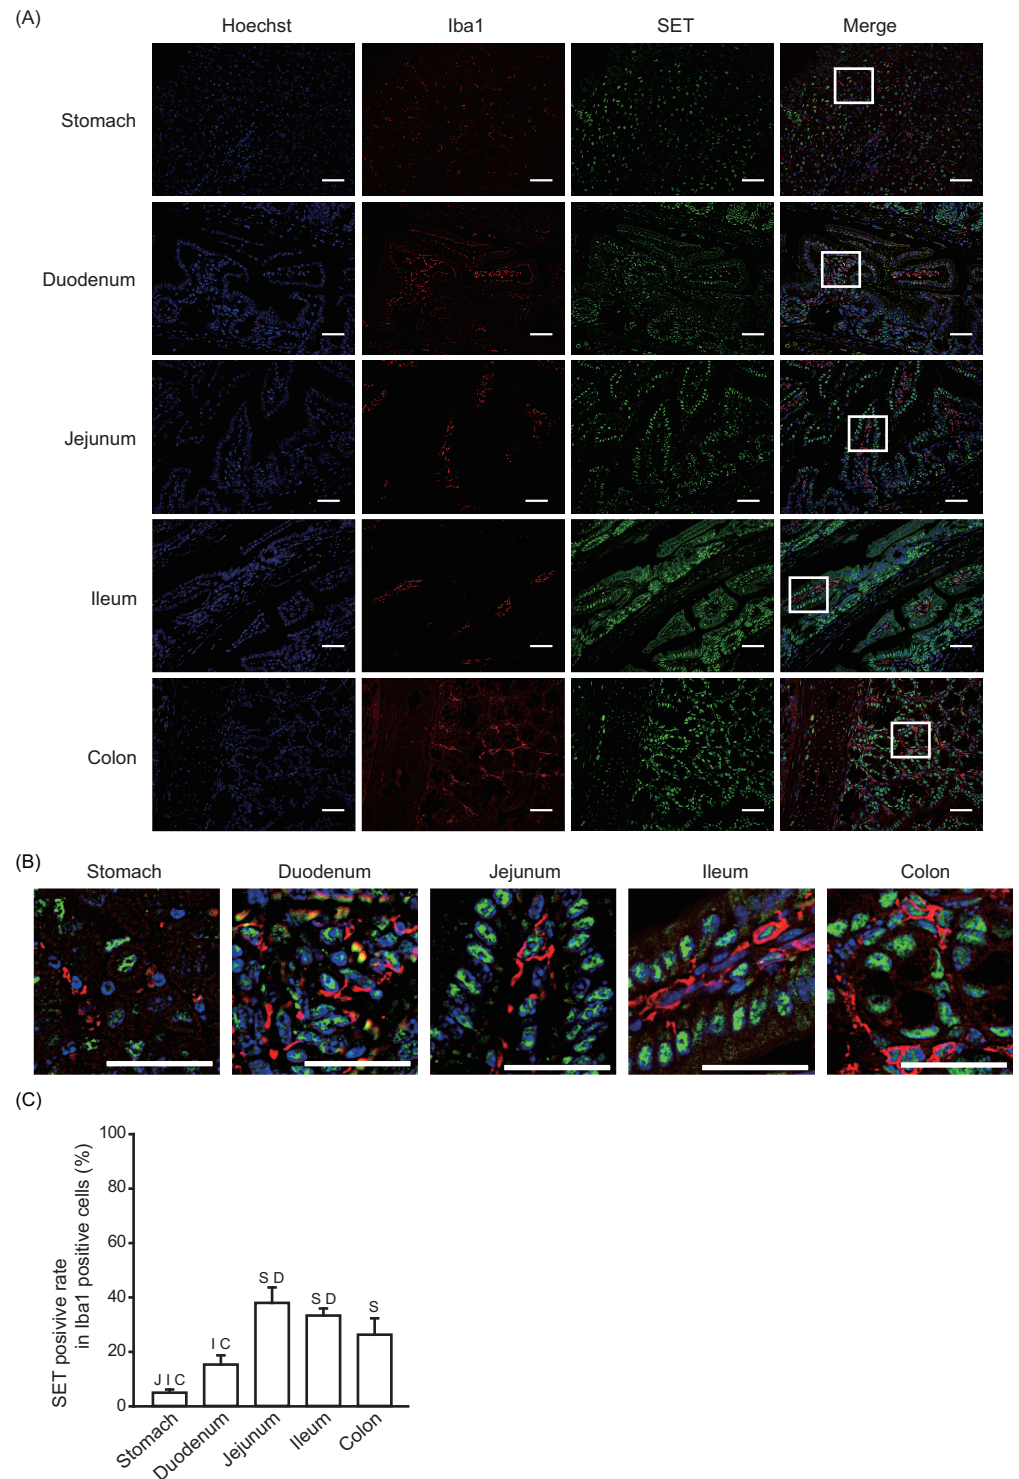 (A)
Hoechst Iba1 SET Merge
Stomach
Duodenum
Jejunum
Ileum
Colon
(B)
Stomach Duodenum Jejunum Ileum Colon
(C)
SET posivive rate
in Iba1 positive cells (%)
100
80
60
40
20
0
J I C
I C
S D
S D
S
Stomach
Duodenum
Jejunum
Ileum
Colon